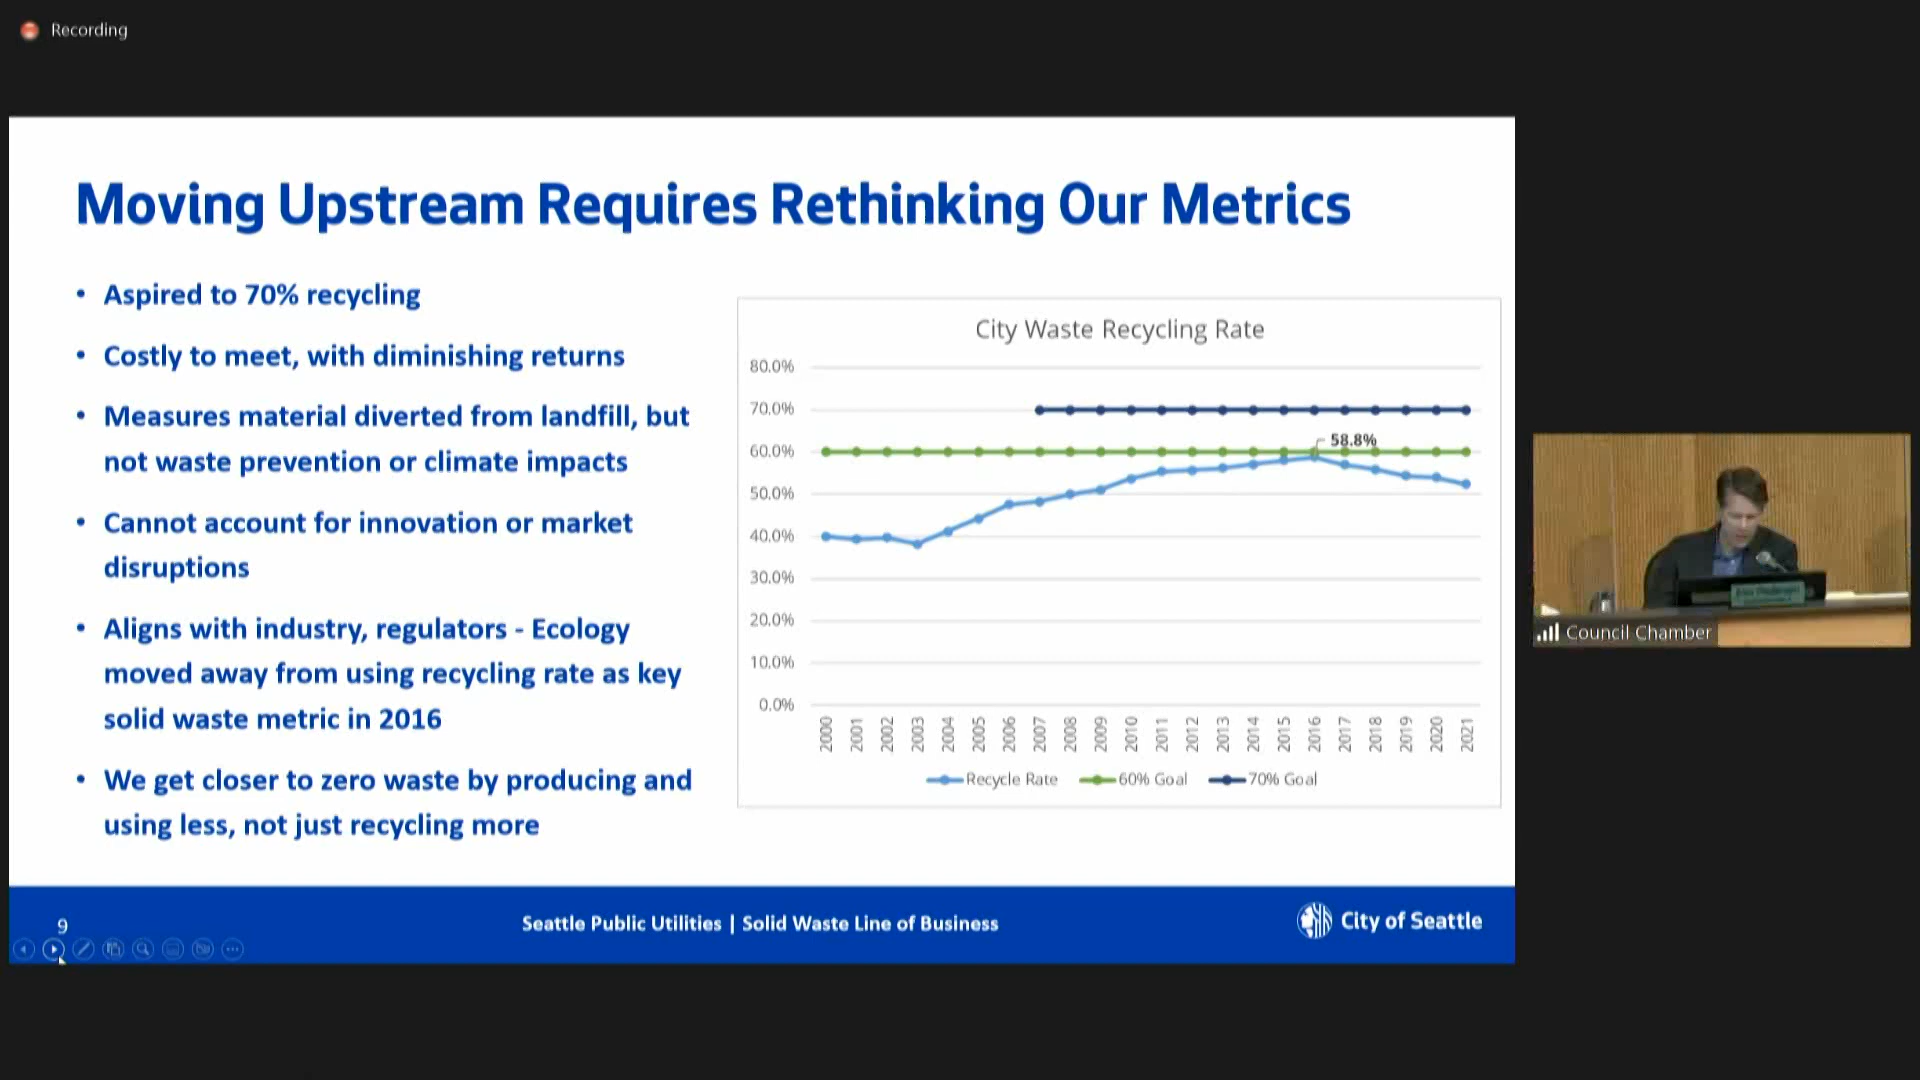 Recording
Moving Upstream Requires Rethinking Our Metrics
• Aspired to 70% recycling
• Costly to meet, with diminishing returns
• Measures material diverted from landfill, but
not waste prevention or climate impacts
• Cannot account for innovation or market
disruptions
• Aligns with industry, regulators - Ecology
moved away from using recycling rate as key
solid waste metric in 2016
• We get closer to zero waste by producing and
using less, not just recycling more
City Waste Recycling Rate
80.0%
70.0%
60.0%
50.0%
40.0%
30.0%
20.0%
10.0%
0.0%
58.8%
2000 2001 2002 2003 2004 2005 2006 2007 2008 2009 2010 2011 2012 2013 2014 2015 2016 2017 2018 2019 2020 2021
Recycle Rate 60% Goal 70% Goal
Council Chamber
9
Seattle Public Utilities | Solid Waste Line of Business
City of Seattle